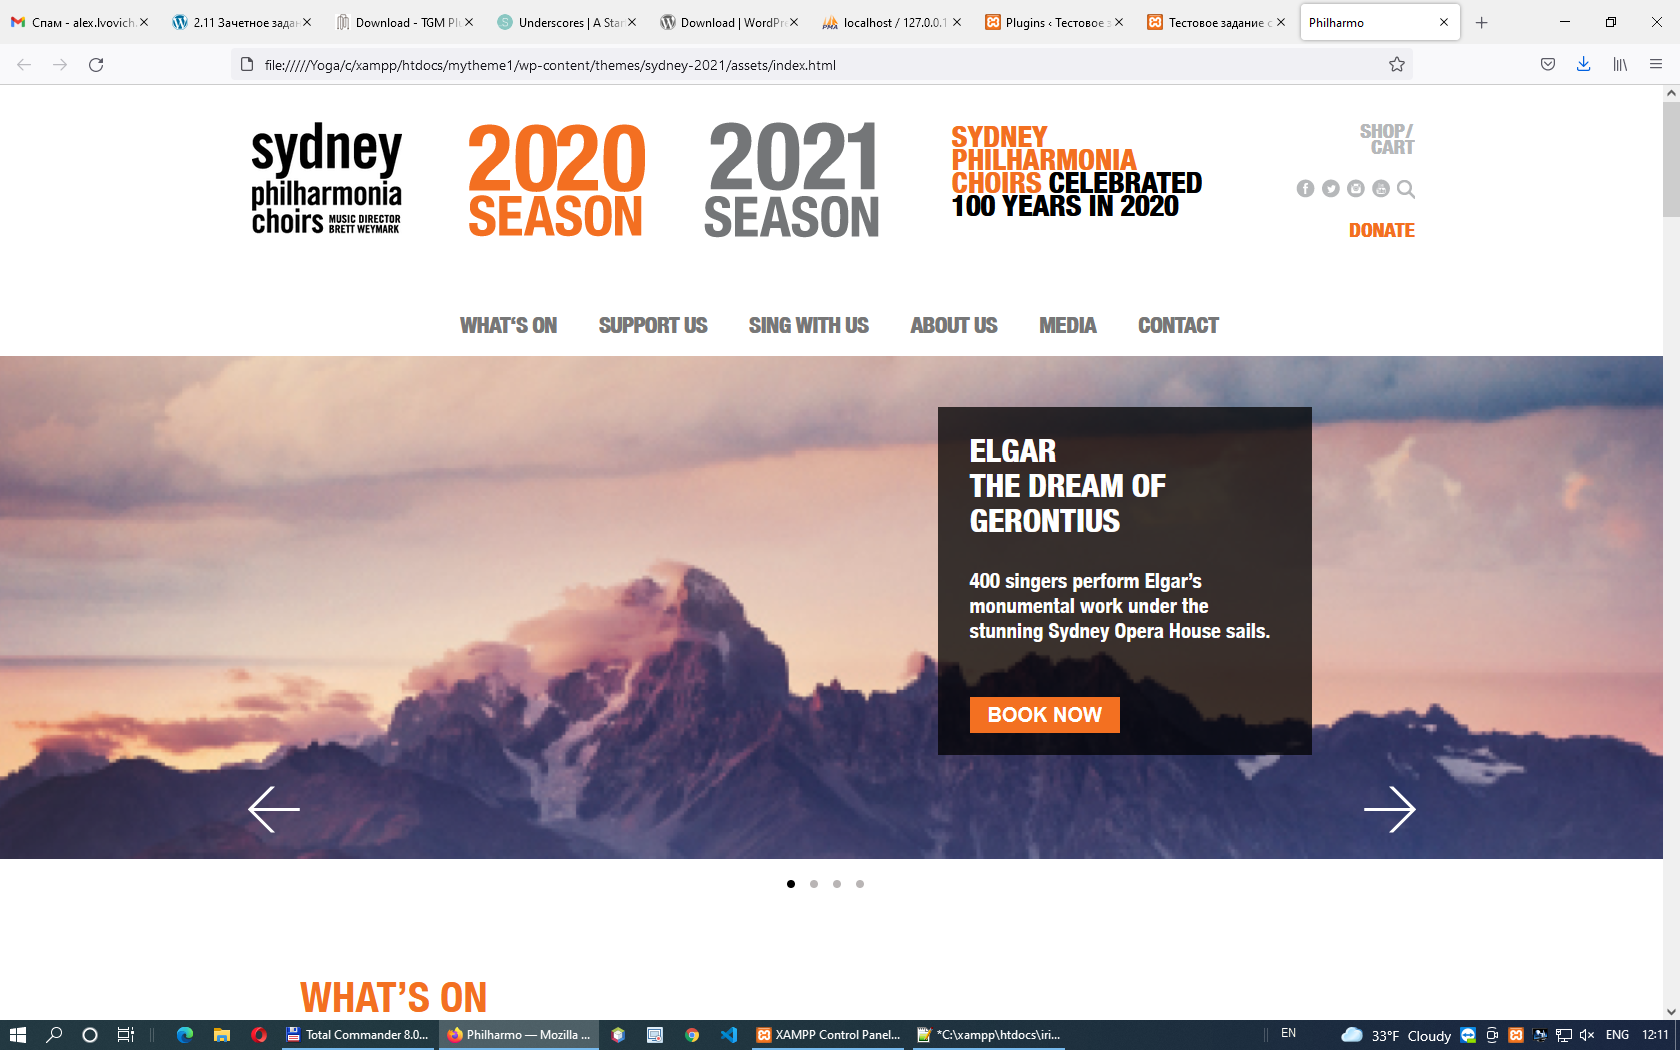 Спам - alex.lvovich.
2.11 Зачетное зада
Download - TGM Plu
Underscores | A Star
Download | WordPre
localhost / 127.0.0.1
Plugins ‹ Тестовое з
Тестовое задание с
Philharmo
file://///Yoga/c/xampp/htdocs/mytheme1/wp-content/themes/sydney-2021/assets/index.html
sydney
philharmonia
choirs MUSIC DIRECTOR
BRETT WEYMARK
2020
SEASON
2021
SEASON
SYDNEY
PHILHARMONIA
CHOIRS CELEBRATED
100 YEARS IN 2020
SHOP/
CART
DONATE
WHAT‘S ON
SUPPORT US
SING WITH US
ABOUT US
MEDIA
CONTACT
ELGAR
THE DREAM OF
GERONTIUS
400 singers perform Elgar’s
monumental work under the
stunning Sydney Opera House sails.
BOOK NOW
WHAT’S ON
Total Commander 8.0...
Philharmo — Mozilla ...
XAMPP Control Panel...
*C:\xampp\htdocs\iri...
EN
33°F Cloudy
ENG
12:11